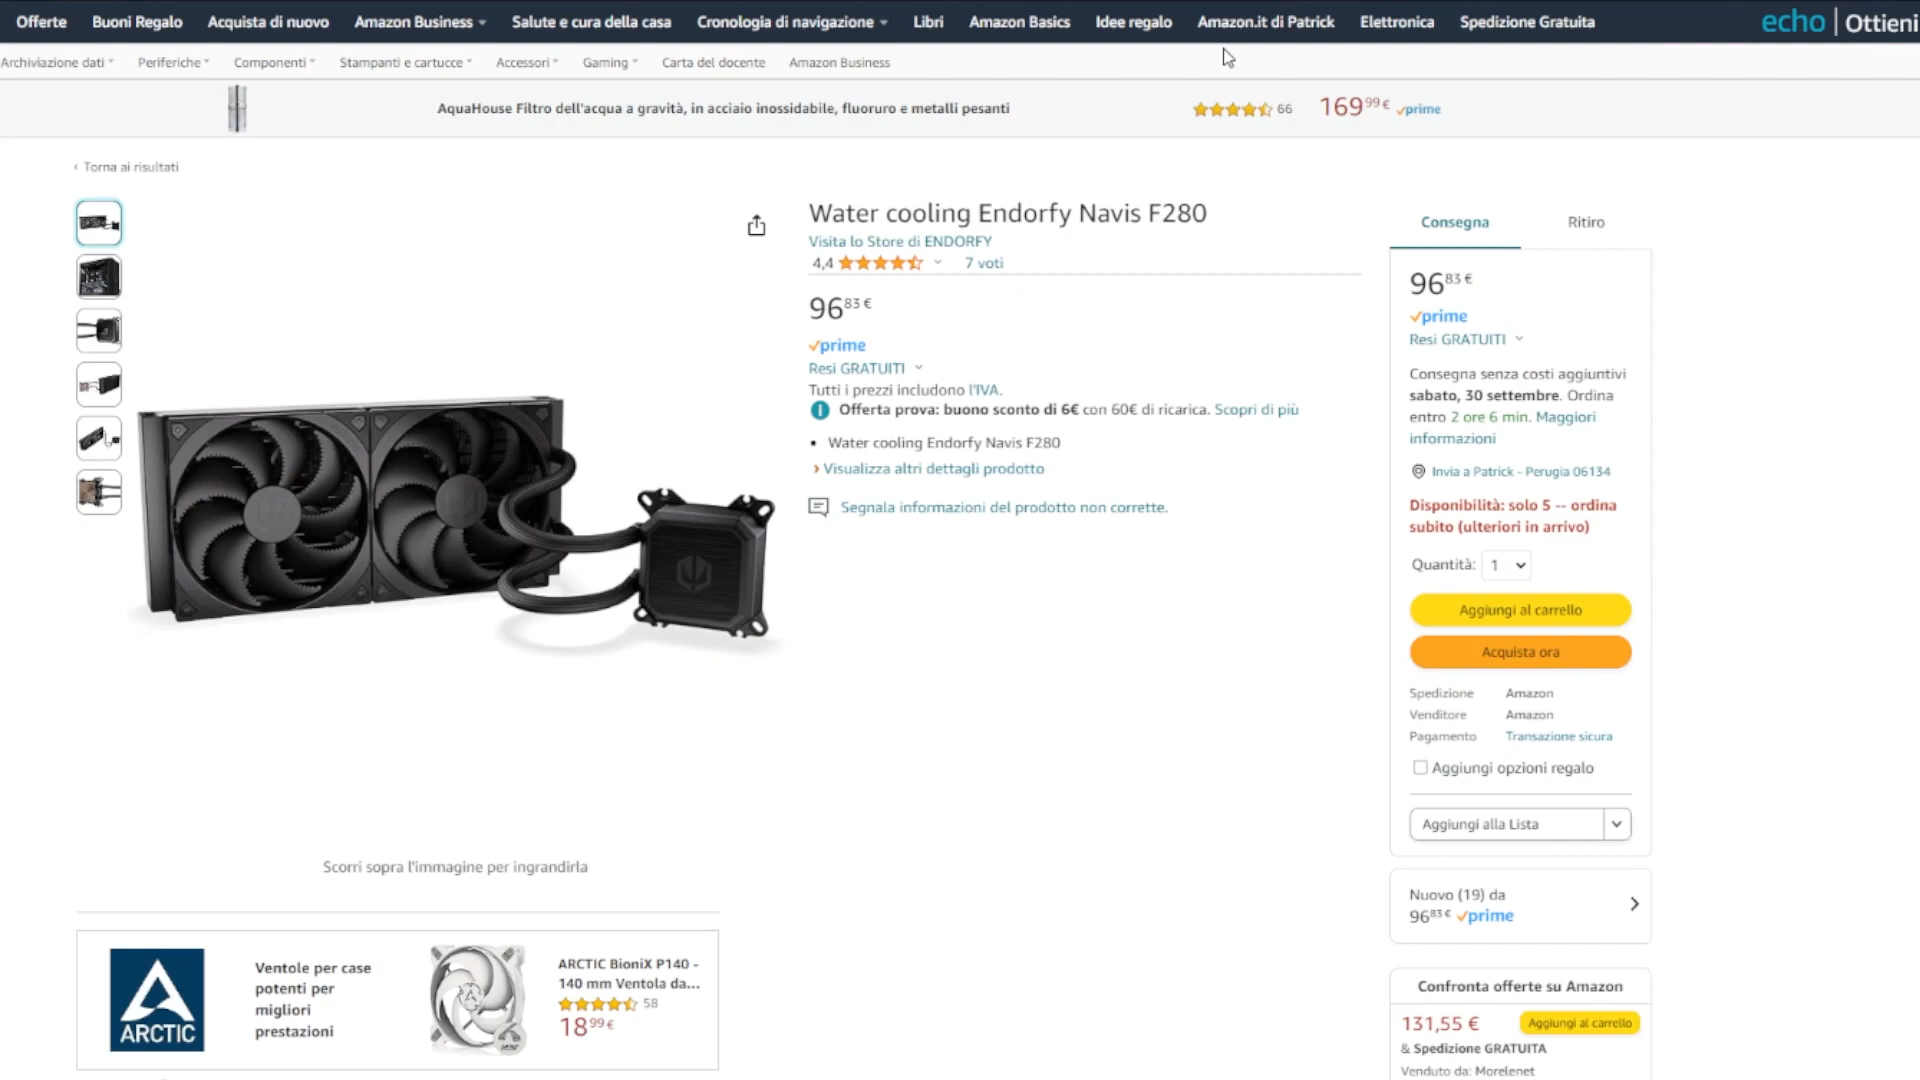 Offerte Buoni Regalo Acquista di nuovo Amazon Business Salute e cura della casa Cronologia di navigazione Libri Amazon Basics Idee regalo Amazon.it di Patrick Elettronica Spedizione Gratuita echo | Ottieni
Archiviazione dati Periferiche Componenti Stampanti e cartucce Accessori Gaming Carta del docente Amazon Business
AquaHouse Filtro dell'acqua a gravità, in acciaio inossidabile, fluoruro e metalli pesanti 66 169 99 € prime
‹ Torna ai risultati
Water cooling Endorfy Navis F280
Visita lo Store di ENDORFY
4,4 7 voti
96 83 €
prime
Resi GRATUITI
Tutti i prezzi includono l'IVA.
Offerta prova: buono sconto di 6€ con 60€ di ricarica. Scopri di più
• Water cooling Endorfy Navis F280
› Visualizza altri dettagli prodotto
Segnala informazioni del prodotto non corrette.
Scorri sopra l'immagine per ingrandirla
ARCTIC
Ventole per case
potenti per
migliori
prestazioni
ARCTIC BioniX P140 -
140 mm Ventola da...
58
18 99 €
Consegna Ritiro
96 83 €
prime
Resi GRATUITI
Consegna senza costi aggiuntivi
sabato, 30 settembre. Ordina
entro 2 ore 6 min. Maggiori
informazioni
Invia a Patrick - Perugia 06134
Disponibilità: solo 5 -- ordina
subito (ulteriori in arrivo)
Quantità: 1
Aggiungi al carrello
Acquista ora
Spedizione Amazon
Venditore Amazon
Pagamento Transazione sicura
Aggiungi opzioni regalo
Aggiungi alla Lista
Nuovo (19) da
96 83 € prime
Confronta offerte su Amazon
131,55 € Aggiungi al carrello
& Spedizione GRATUITA
Venduto da: Morelenet